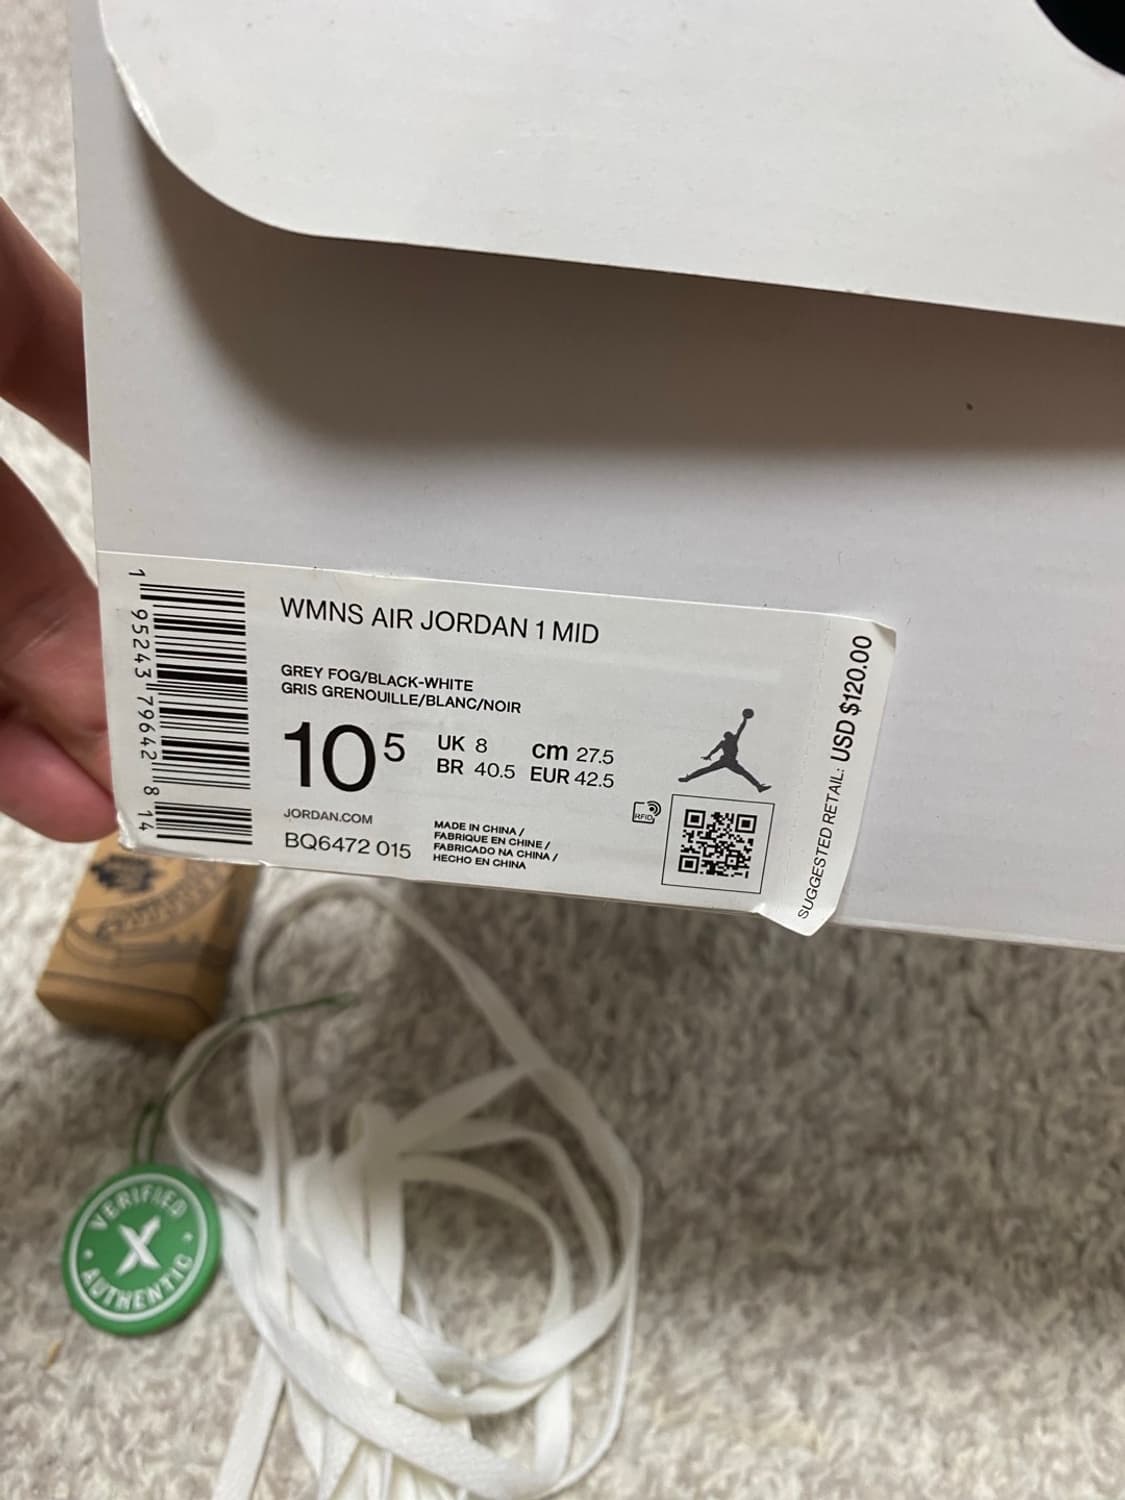 WMNS AIR JORDAN 1 MID
GREY FOG/BLACK-WHITE
GRIS GRENOUILLE/BLANC/NOIR
10 5
UK 8 cm 27.5
BR 40.5 EUR 42.5
JORDAN.COM
BQ6472 015
MADE IN CHINA /
FABRIQUE EN CHINE /
FABRICADO NA CHINA /
HECHO EN CHINA
RFID
SUGGESTED RETAIL: USD $120.00
1 95243 79642 8 14
VERIFIED
X
AUTHENTIC